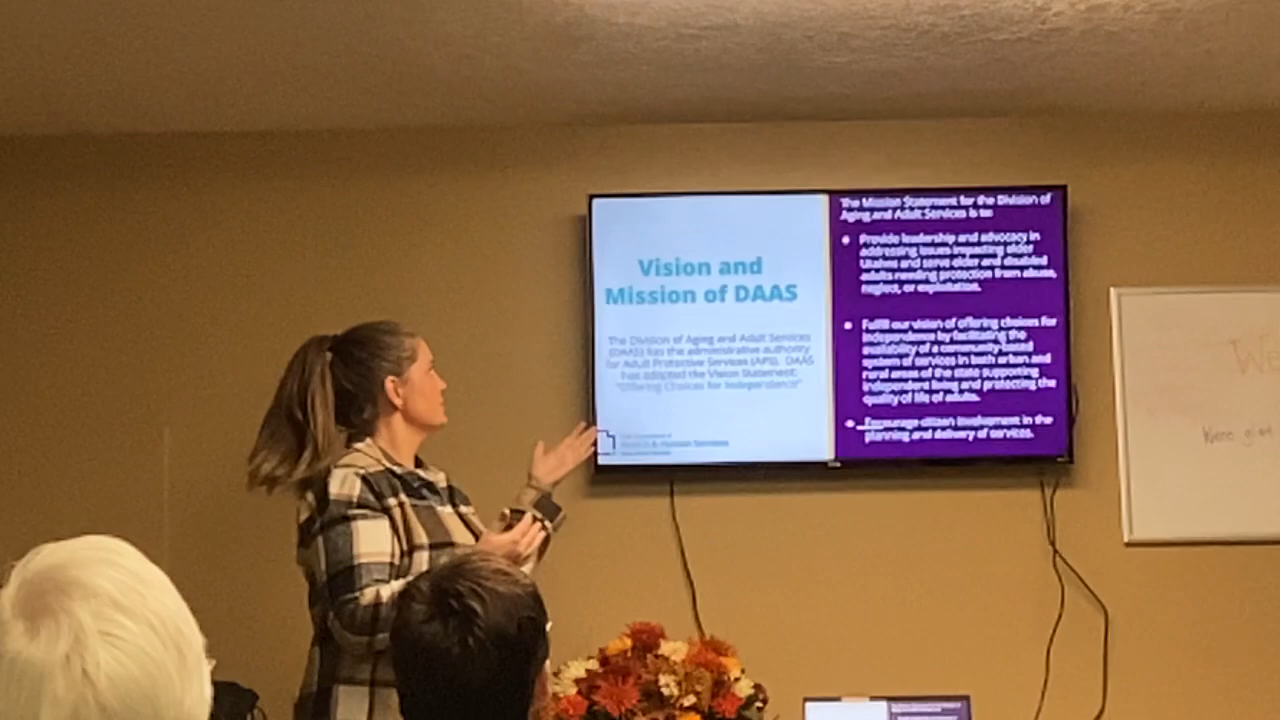 Vision and
Mission of DAAS
The Division of Aging and Adult Services
(DAAS) has the administrative authority
for Adult Protective Services (APS). DAAS
has adopted the Vision Statement:
"Offering Choices for Independence"
Health & Human Services
The Mission Statement for the Division of
Aging and Adult Services is to:
Provide leadership and advocacy in
addressing issues impacting older
Utahns and serve older and disabled
adults needing protection from abuse,
neglect, or exploitation.
Fulfill our vision of offering choices for
independence by facilitating the
availability of a community-based
system of services in both urban and
rural areas of the state supporting
independent living and protecting the
quality of life of adults.
Encourage citizen involvement in the
planning and delivery of services.
We